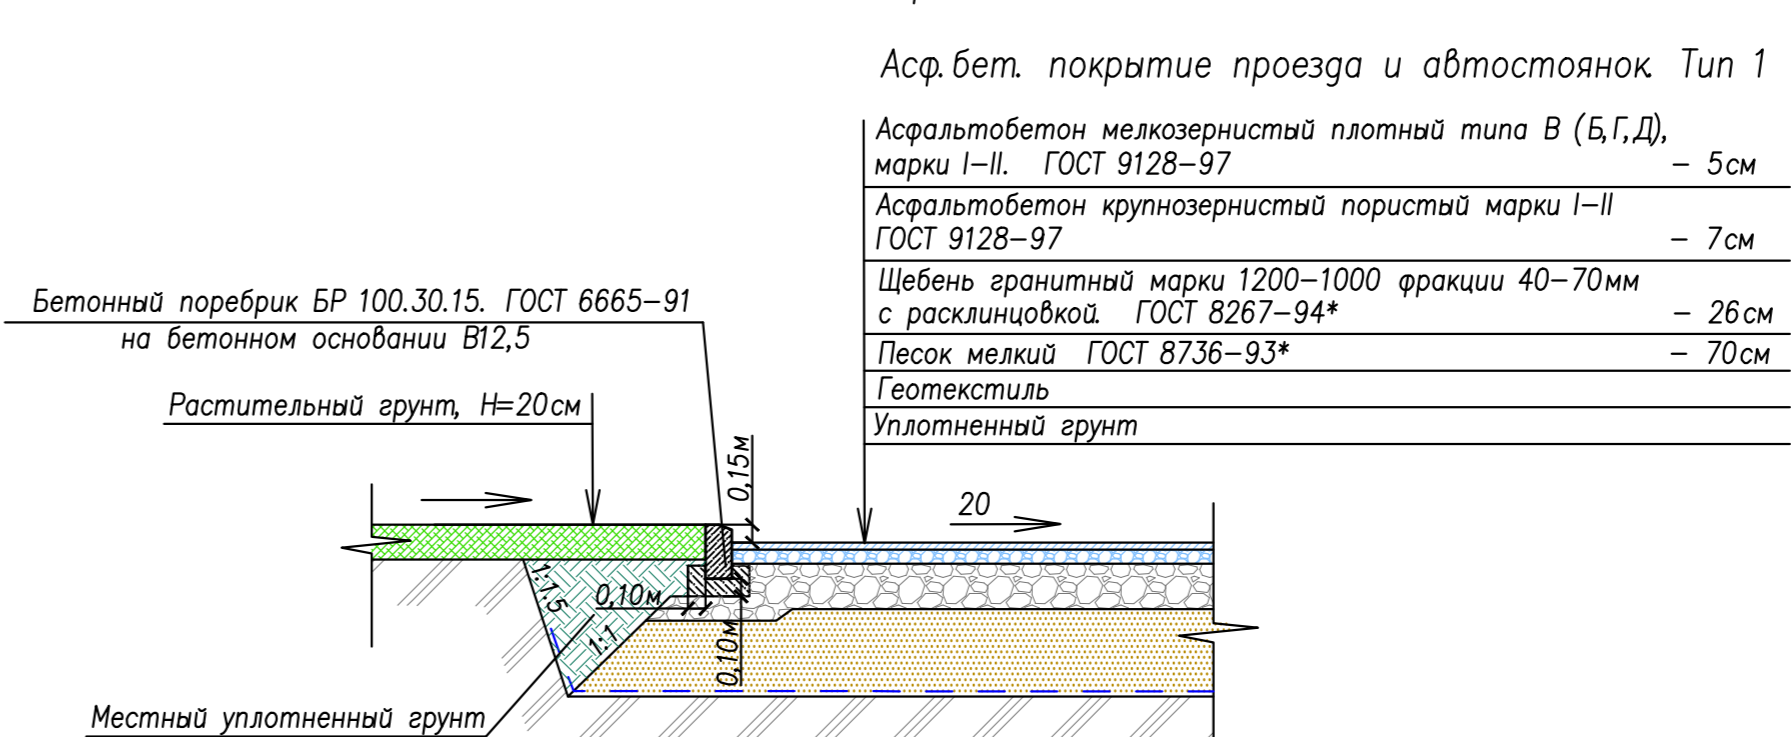 Асф.бет. покрытие проезда и автостоянок. Тип 1
Асфальтобетон мелкозернистый плотный типа В (Б,Г,Д),
марки I-II. ГОСТ 9128-97 - 5см
Асфальтобетон крупнозернистый пористый марки I-II
ГОСТ 9128-97 - 7см
Щебень гранитный марки 1200-1000 фракции 40-70мм
с расклинцовкой. ГОСТ 8267-94* - 26см
Песок мелкий ГОСТ 8736-93* - 70см
Геотекстиль
Уплотненный грунт
Бетонный поребрик БР 100.30.15. ГОСТ 6665-91
на бетонном основании В12,5
Растительный грунт, Н=20см
0,15м
20
1:1.5
0,10м
1:1
0,10м
Местный уплотненный грунт